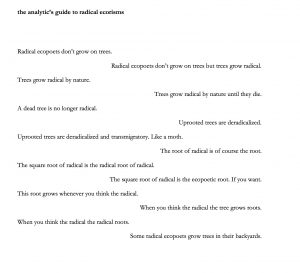 the analytic's guide to radical ecotisms
Radical ecopoets don't grow on trees.
Radical ecopoets don't grow on trees but trees grow radical.
Trees grow radical by nature.
Trees grow radical by nature until they die.
A dead tree is no longer radical.
Uprooted trees are deradicalized.
Uprooted trees are deradicalized and transmigratory. Like a moth.
The root of radical is of course the root.
The square root of radical is the radical root of radical.
The square root of radical is the ecopoetic root. If you want.
This root grows whenever you think the radical.
When you think the radical the tree grows roots.
When you think the radical the radical roots.
Some radical ecopoets grow trees in their backyards.